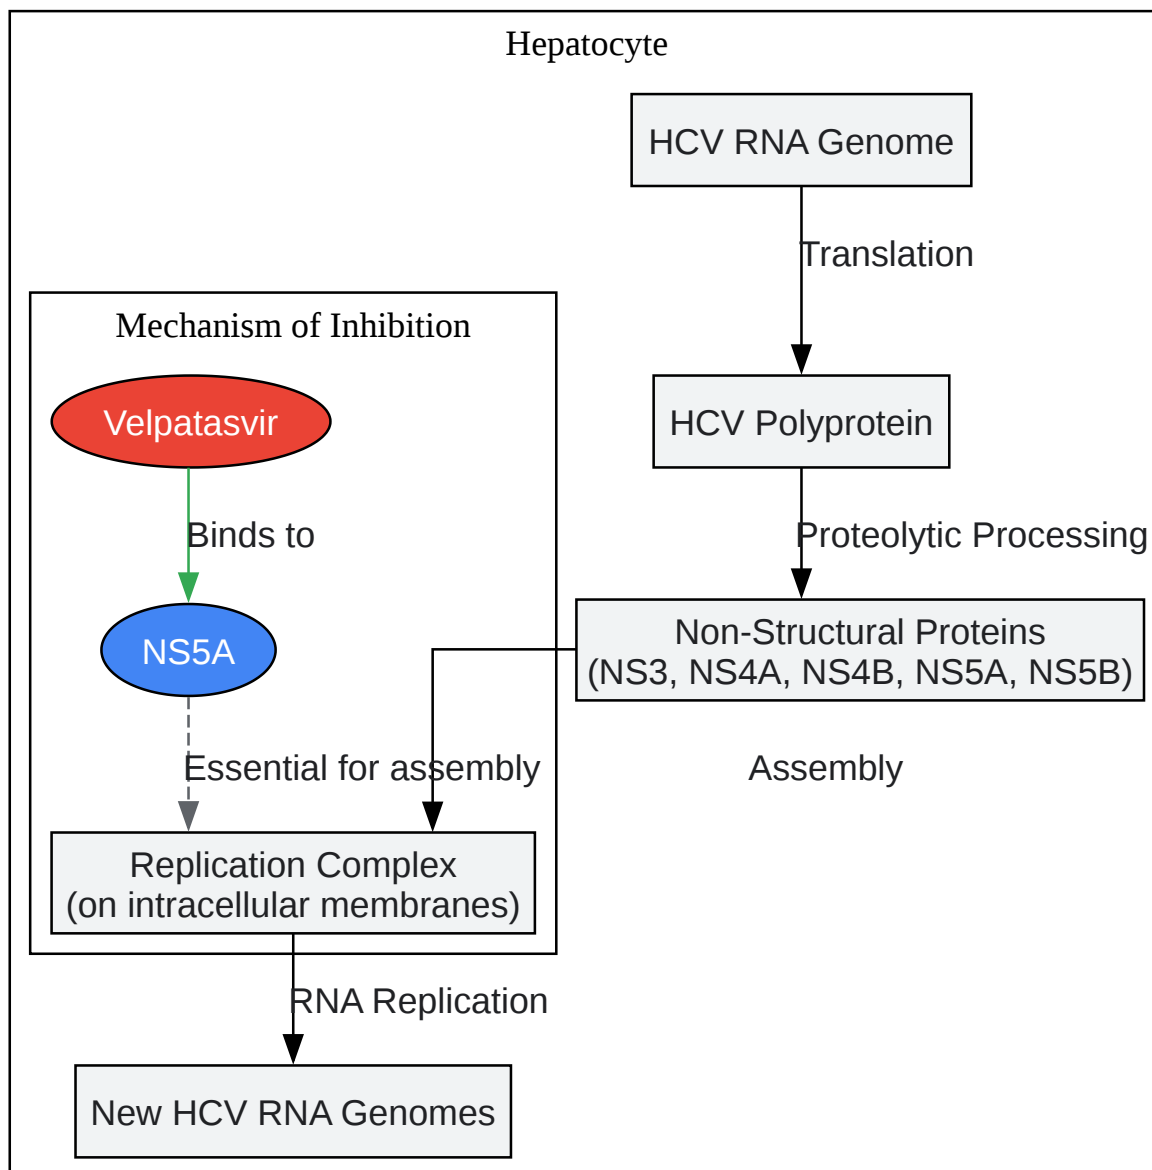 Hepatocyte
HCV RNA Genome
Translation
Mechanism of Inhibition
Velpatasvir
HCV Polyprotein
Binds to
Proteolytic Processing
NS5A
Non-Structural Proteins
(NS3, NS4A, NS4B, NS5A, NS5B)
Essential for assembly
Assembly
Replication Complex
(on intracellular membranes)
RNA Replication
New HCV RNA Genomes